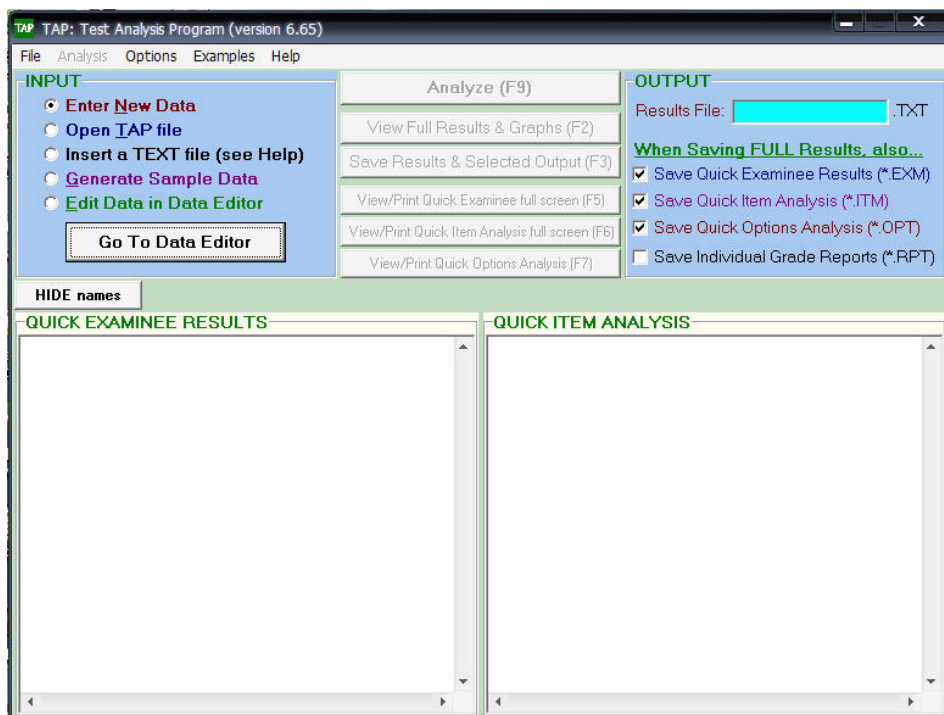 TAP TAP: Test Analysis Program (version 6.65)
File Analysis Options Examples Help
INPUT
Enter New Data
Open TAP file
Insert a TEXT file (see Help)
Generate Sample Data
Edit Data in Data Editor
Go To Data Editor
Analyze (F9)
View Full Results & Graphs (F2)
Save Results & Selected Output (F3)
View/Print Quick Examinee full screen (F5)
View/Print Quick Item Analysis full screen (F6)
View/Print Quick Options Analysis (F7)
OUTPUT
Results File: .TXT
When Saving FULL Results, also...
Save Quick Examinee Results (*.EXM)
Save Quick Item Analysis (*.ITM)
Save Quick Options Analysis (*.OPT)
Save Individual Grade Reports (*.RPT)
HIDE names
QUICK EXAMINEE RESULTS
QUICK ITEM ANALYSIS